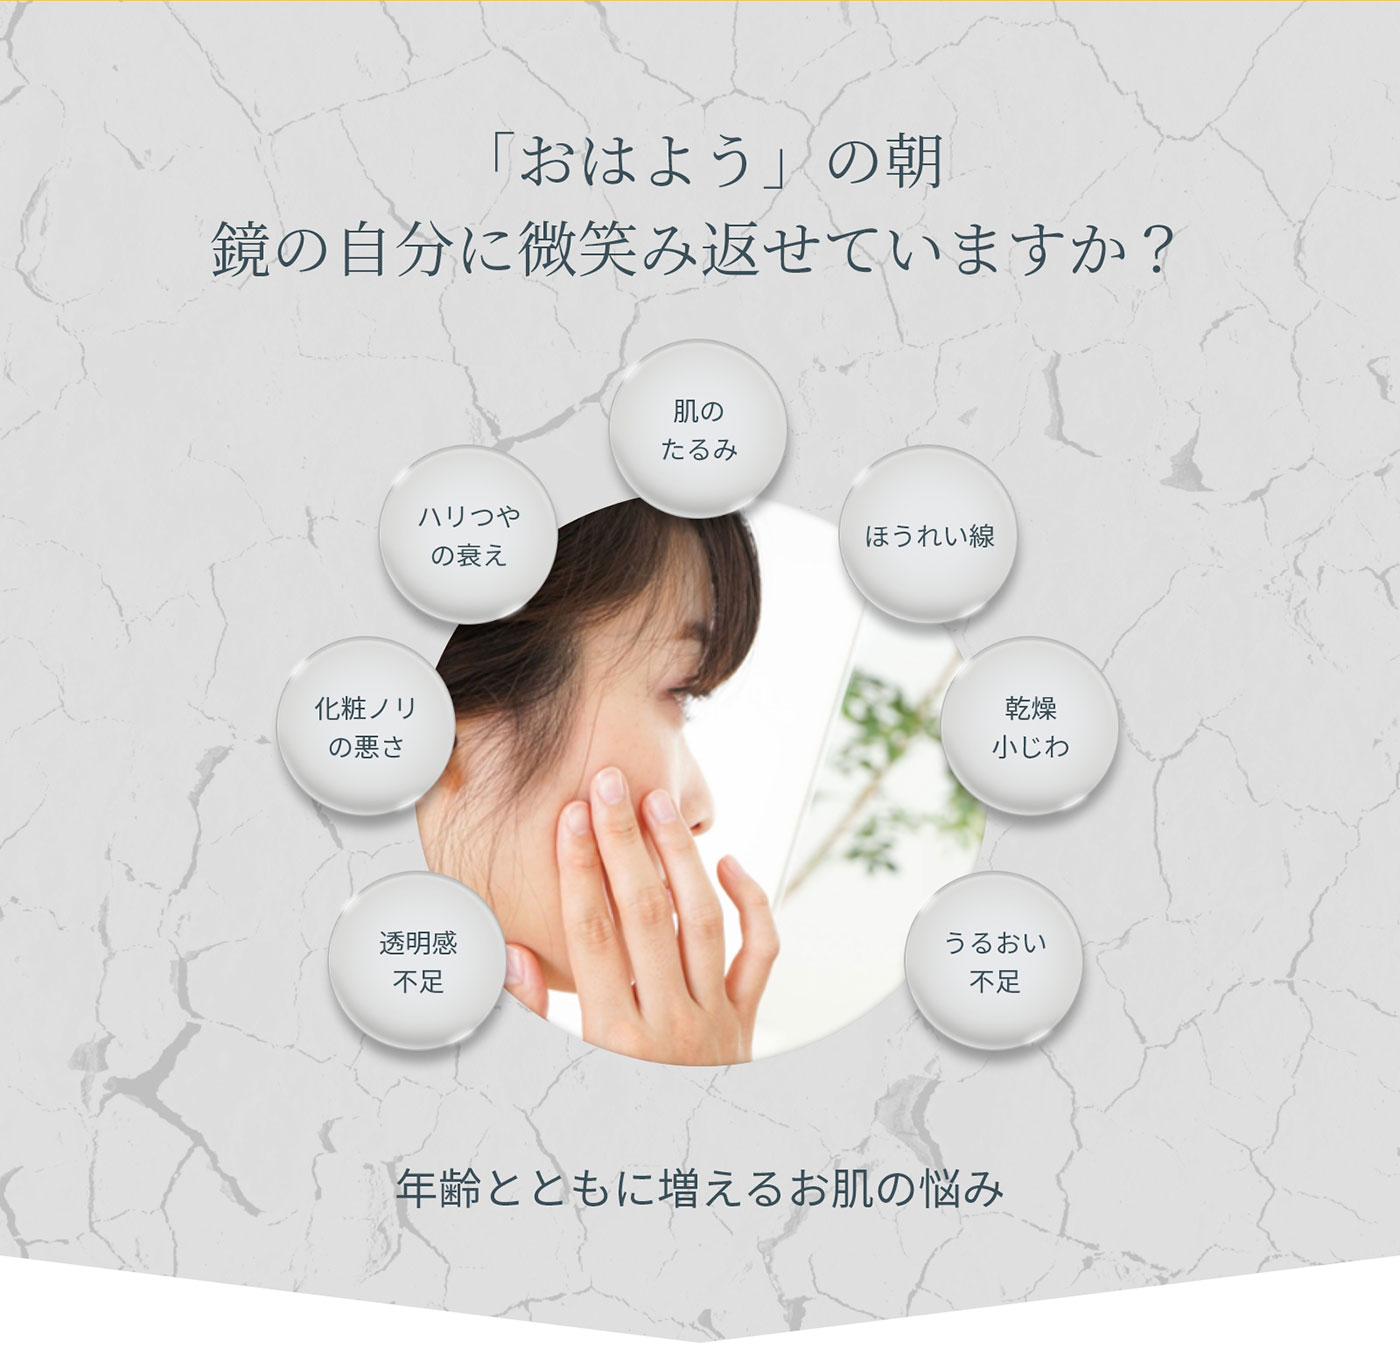 「おはよう」の朝
鏡の自分に微笑み返せていますか？
肌の
たるみ
ハリつや
の衰え
ほうれい線
化粧ノリ
の悪さ
乾燥
小じわ
透明感
不足
うるおい
不足
年齢とともに増えるお肌の悩み